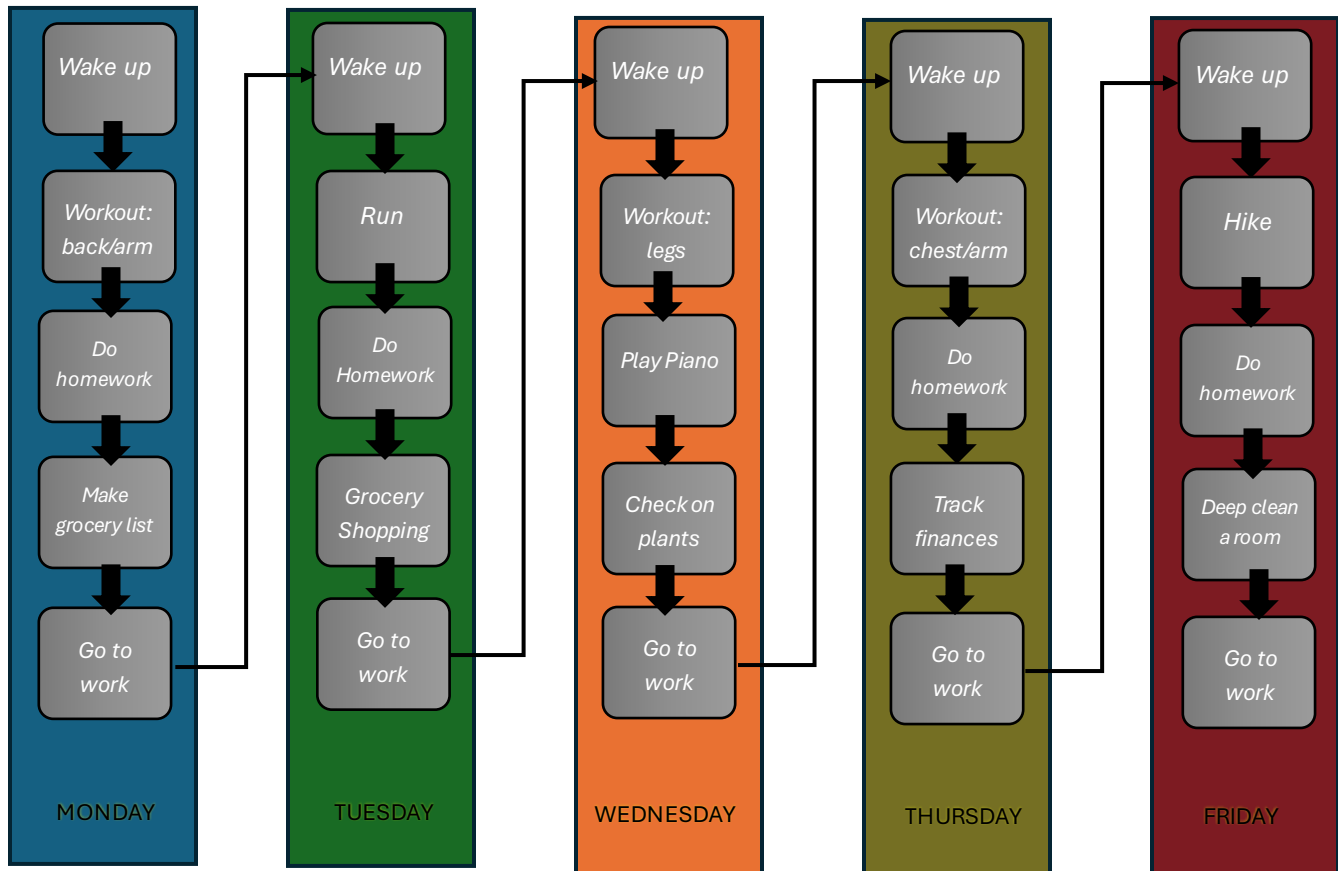 Wake up
Workout:
back/arm
Do
homework
Make
grocery list
Go to
work
MONDAY
Wake up
Run
Do
Homework
Grocery
Shopping
Go to
work
TUESDAY
Wake up
Workout:
legs
Play Piano
Check on
plants
Go to
work
WEDNESDAY
Wake up
Workout:
chest/arm
Do
homework
Track
finances
Go to
work
THURSDAY
Wake up
Hike
Do
homework
Deep clean
a room
Go to
work
FRIDAY